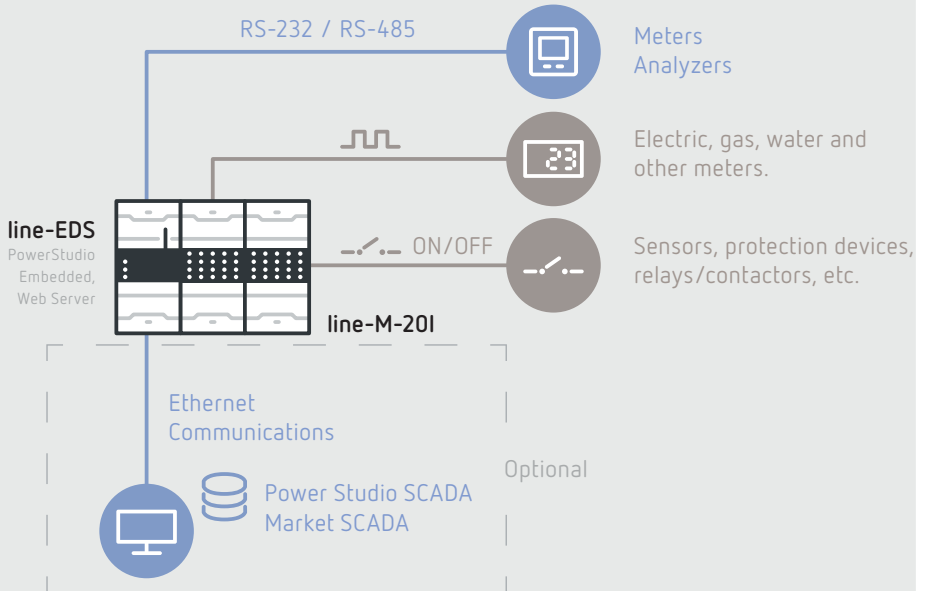 RS-232 / RS-485
Meters
Analyzers
Electric, gas, water and
other meters.
23
line-EDS
PowerStudio
Embedded,
Web Server
ON/OFF
Sensors, protection devices,
relays/contactors, etc.
line-M-20I
Ethernet
Communications
Optional
Power Studio SCADA
Market SCADA